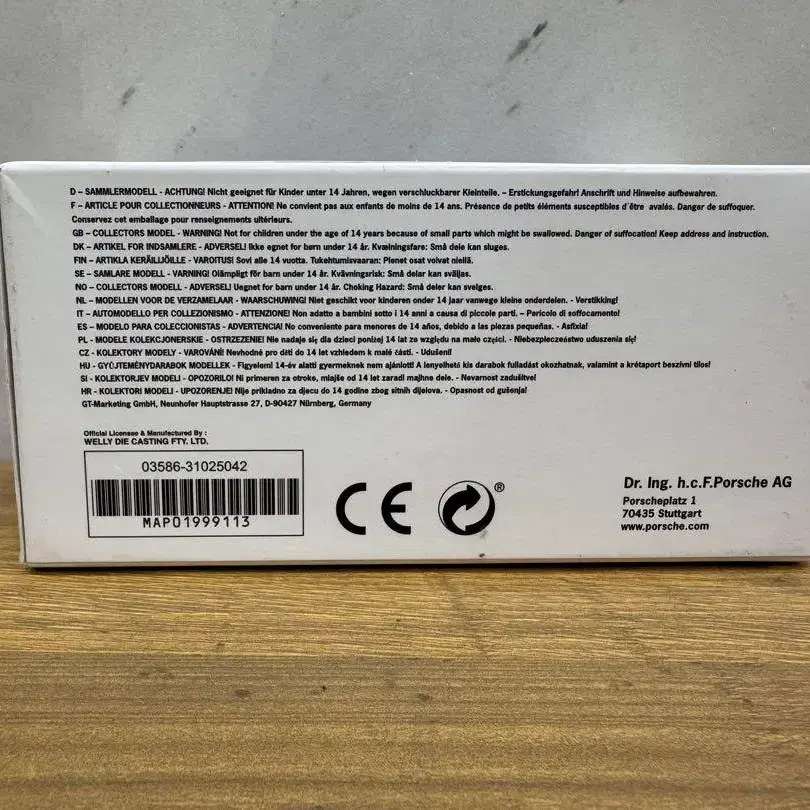 D – SAMMLERMODELL - ACHTUNG! Nicht geeignet für Kinder unter 14 Jahren, wegen verschluckbarer Kleinteile. – Erstickungsgefahr! Anschrift und Hinweise aufbewahren.
F – ARTICLE POUR COLLECTIONNEURS - ATTENTION! Ne convient pas aux enfants de moins de 14 ans. Présence de petits éléments susceptibles d´être avalés. Danger de suffoquer.
Conservez cet emballage pour renseignements ultérieurs.
GB – COLLECTORS MODEL - WARNING! Not for children under the age of 14 years because of small parts which might be swallowed. Danger of suffocation! Keep address and instruction.
DK – ARTIKEL FOR INDSAMLERE - ADVERSEL! Ikke egnet for børn under 14 år. Kvælningsfare: Små dele kan sluges.
FIN – ARTIKLA KERÄILIJÖILLE - VAROITUS! Sovi alle 14 vuotta. Tukehtumisvaaran: Pienet osat voivat niellä.
SE – SAMLARE MODELL - VARNING! Olämpligt för barn under 14 år. Kvävningsrisk: Små delar kan sväljas.
NO – COLLECTORS MODELL - ADVERSEL! Uegnet for barn under 14 år. Choking Hazard: Små deler kan svelges.
NL – MODELLEN VOOR DE VERZAMELAAR - WAARSCHUWING! Niet geschikt voor kinderen onder 14 jaar vanwege kleine onderdelen. - Verstikking!
IT – AUTOMODELLO PER COLLEZIONISMO - ATTENZIONE! Non adatto a bambini sotto i 14 anni a causa di piccole parti. – Pericolo di soffocamento!
ES – MODELO PARA COLECCIONISTAS - ADVERTENCIA! No conveniente para menores de 14 años, debido a las piezas pequeñas. - Asfixia!
PL – MODELE KOLEKCJONERSKIE - OSTRZEZENIE! Nie nadaje się dla dzieci poniżej 14 lat ze względu na małe części. - Niebezpieczeństwo uduszenia się!
CZ – KOLEKTORY MODELY - VAROVÁNÍ! Nevhodné pro děti do 14 let vzhledem k malé části. - Udušení!
HU – GYŰJTEMÉNYDARABOK MODELLEK - Figyelem! 14-év alatti gyermeknek nem ajánlott! A lenyelhető kis darabok fulladást okozhatnak, valamint a krétaport beszívni tilos!
SI – KOLEKTORJEV MODELI - OPOZORILO! Ni primeren za otroke, mlajše od 14 let zaradi majhne dele. - Nevarnost zadušitve!
HR – KOLEKTORI MODELI - UPOZORENJE! Nije prikladno za djecu do 14 godine zbog sitnih dijelova. - Opasnost od gušenja!
GT-Marketing GmbH, Neunhofer Hauptstrasse 27, D-90427 Nürnberg, Germany
Official Licensee & Manufactured By :
WELLY DIE CASTING FTY. LTD.
03586-31025042
MAP01999113
CE
®
Dr. Ing. h.c.F.Porsche AG
Porscheplatz 1
70435 Stuttgart
www.porsche.com